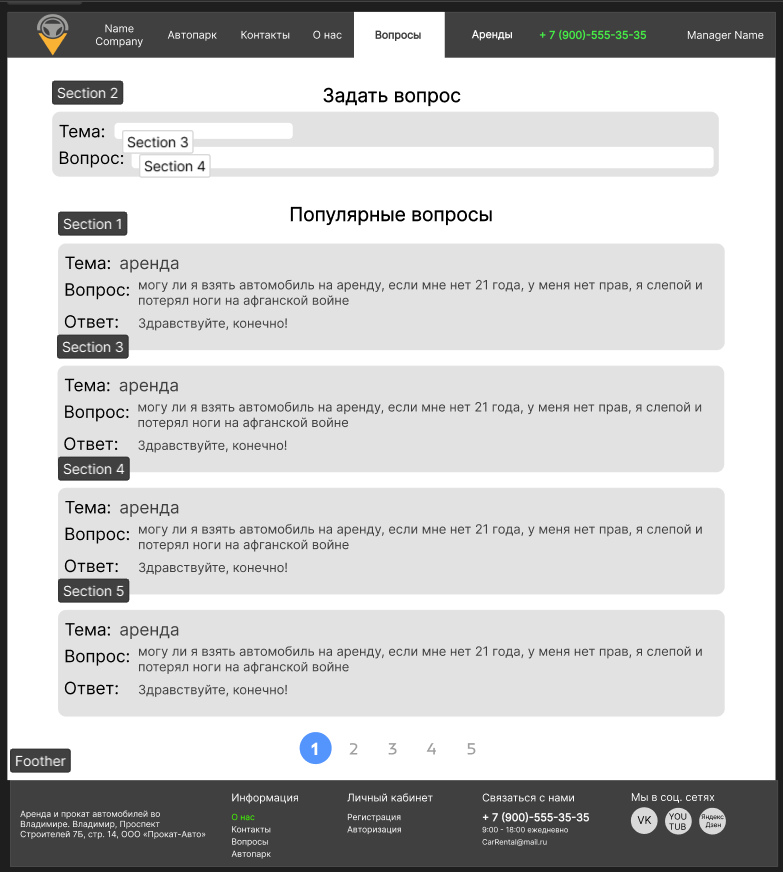 Name
Company
Автопарк
Контакты
О нас
Вопросы
Аренды
+ 7 (900)-555-35-35
Manager Name
Section 2
Задать вопрос
Тема:
Section 3
Вопрос:
Section 4
Section 1
Популярные вопросы
Тема: аренда
Вопрос: могу ли я взять автомобиль на аренду, если мне нет 21 года, у меня нет прав, я слепой и
потерял ноги на афганской войне
Ответ: Здравствуйте, конечно!
Section 3
Тема: аренда
Вопрос: могу ли я взять автомобиль на аренду, если мне нет 21 года, у меня нет прав, я слепой и
потерял ноги на афганской войне
Ответ: Здравствуйте, конечно!
Section 4
Тема: аренда
Вопрос: могу ли я взять автомобиль на аренду, если мне нет 21 года, у меня нет прав, я слепой и
потерял ноги на афганской войне
Ответ: Здравствуйте, конечно!
Section 5
Тема: аренда
Вопрос: могу ли я взять автомобиль на аренду, если мне нет 21 года, у меня нет прав, я слепой и
потерял ноги на афганской войне
Ответ: Здравствуйте, конечно!
1 2 3 4 5
Foother
Аренда и прокат автомобилей во
Владимире. Владимир, Проспект
Строителей 7Б, стр. 14, ООО «Прокат-Авто»
Информация
О нас
Контакты
Вопросы
Автопарк
Личный кабинет
Регистрация
Авторизация
Связаться с нами
+ 7 (900)-555-35-35
9:00 - 18:00 ежедневно
CarRental@mail.ru
Мы в соц. сетях
VK
YOU
TUB
Яндекс
Дзен